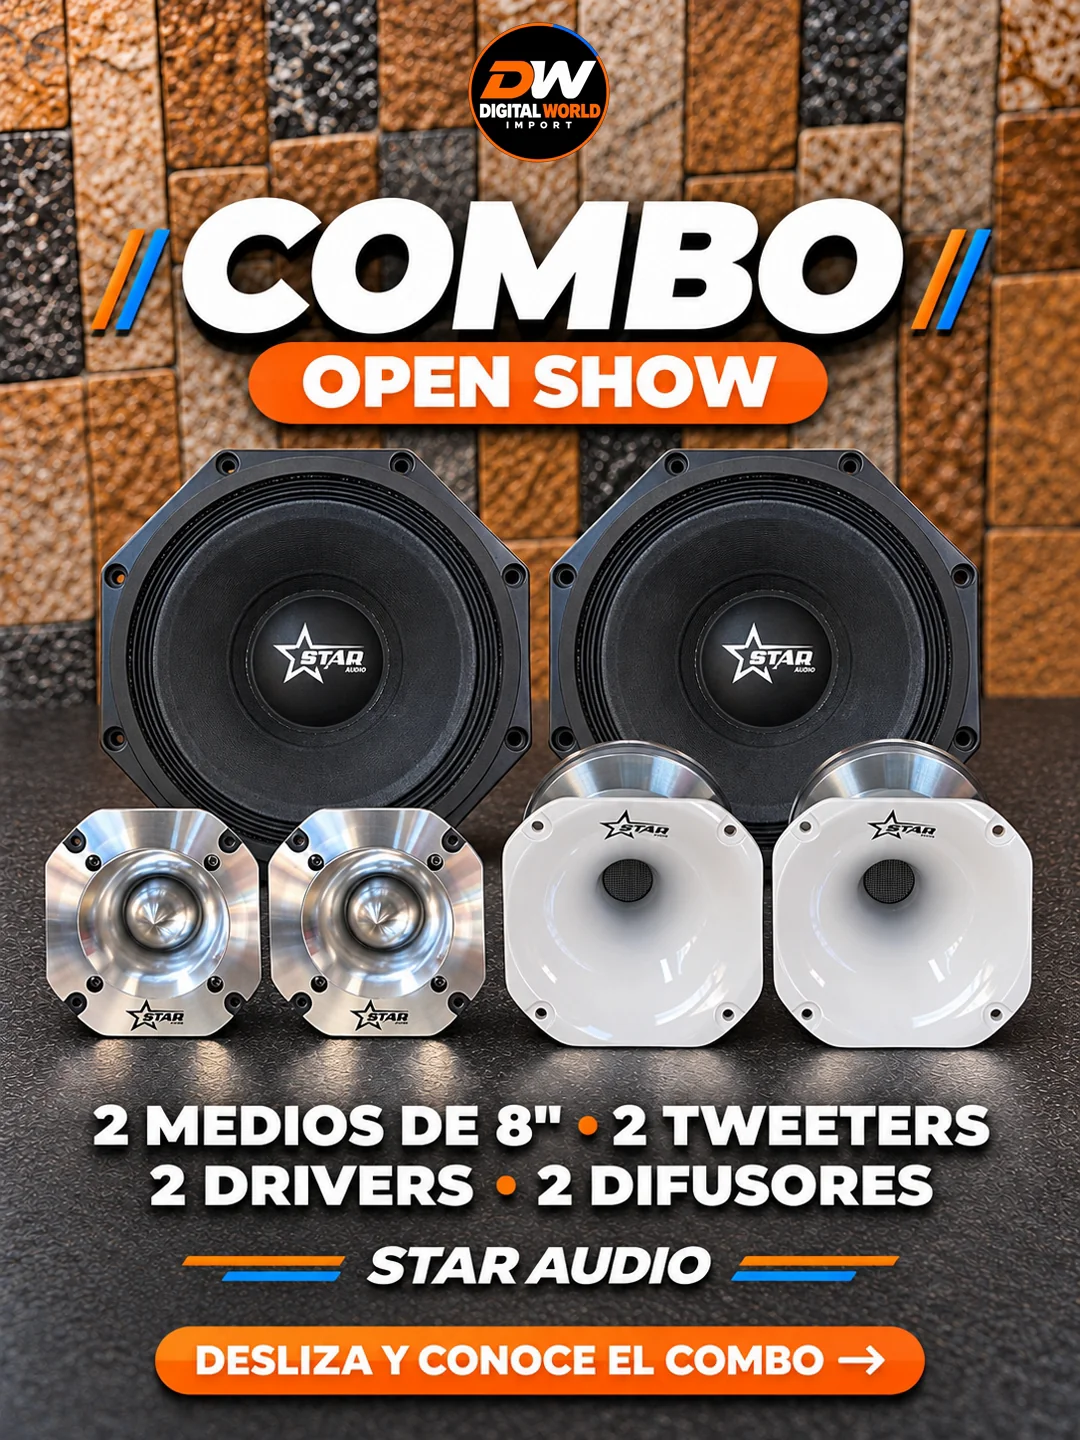 DW
DIGITAL WORLD
IMPORT
COMBO
OPEN SHOW
STAR
AUDIO
STAR
AUDIO
STAR
STAR
STAR
STAR
2 MEDIOS DE 8" • 2 TWEETERS
2 DRIVERS • 2 DIFUSORES
STAR AUDIO
DESLIZA Y CONOCE EL COMBO →